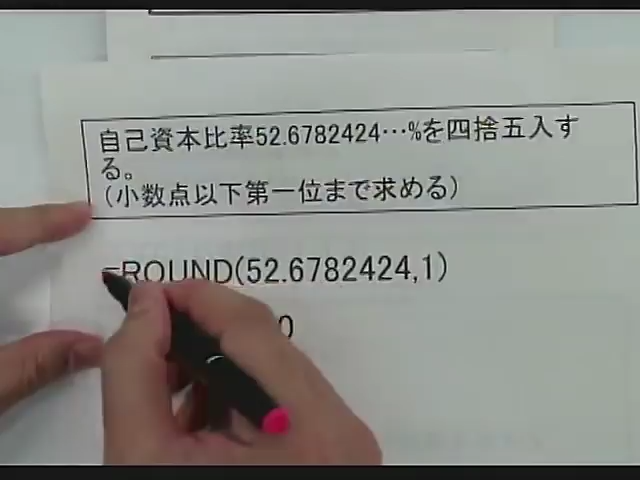 自己資本比率52.6782424…%を四捨五入す
る。
(小数点以下第一位まで求める)
=ROUND(52.6782424,1)
0